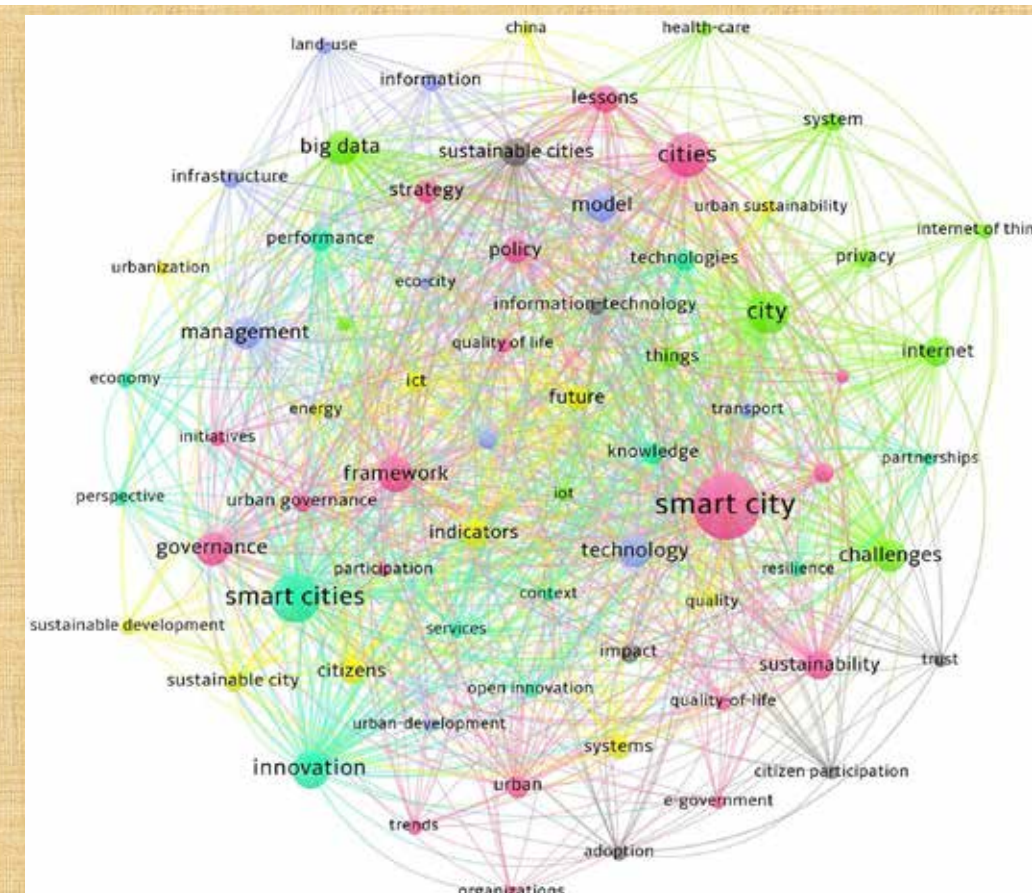 china
health-care
land-use
information
lessons
system
big data
sustainable cities
cities
infrastructure
strategy
model
urban sustainability
internet of thin
performance
policy
technologies
privacy
urbanization
eco-city
information-technology
city
management
quality of life
things
internet
economy
ict
future
energy
transport
initiatives
knowledge
partnerships
framework
perspective
urban governance
iot
smart city
indicators
governance
technology
challenges
participation
resilience
smart cities
context
quality
sustainable development
services
impact
trust
sustainability
citizens
sustainable city
open innovation
quality-of-life
urban-development
systems
innovation
citizen participation
urban
e-government
trends
adoption
organizations